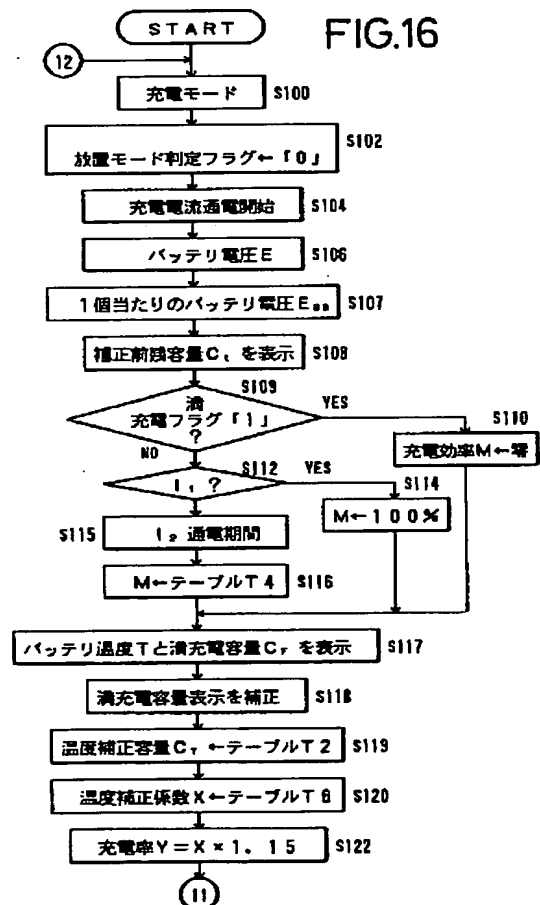 FIG.16
START
12
充電モード S100
放置モード判定フラグ←「0」 S102
充電電流通電開始 S104
バッテリ電圧E S106
1個当たりのバッテリ電圧E S107
補正前残容量C を表示 S108
S109
満
充電フラグ「1」
?
YES
NO
S110
充電効率M←零
S112
I₁?
YES
S114
M←100%
S115 I₂通電期間
M←テーブルT4 S116
バッテリ温度Tと満充電容量C を表示 S117
満充電容量表示を補正 S118
温度補正容量C ←テーブルT2 S119
温度補正係数X←テーブルT6 S120
充電率Y=X×1.15 S122
11